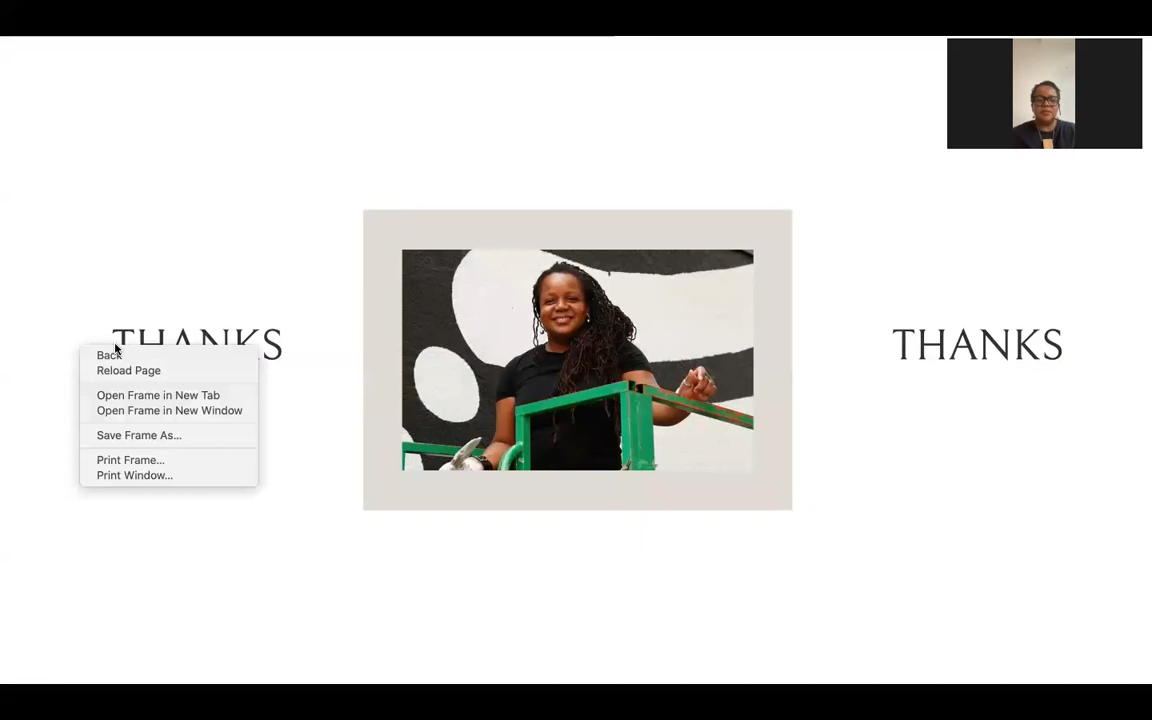 THANKS
THANKS
Back
Reload Page
Open Frame in New Tab
Open Frame in New Window
Save Frame As...
Print Frame...
Print Window...